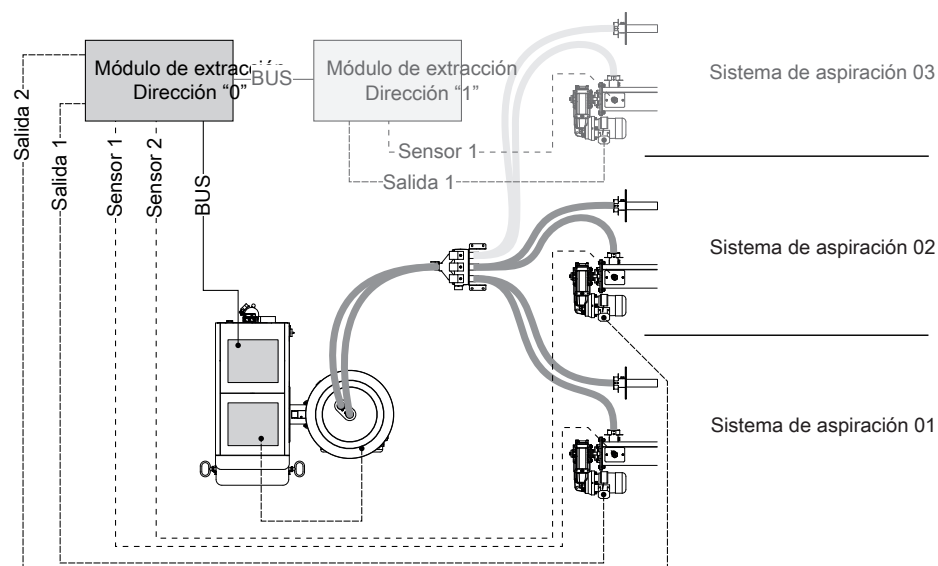 Módulo de extracción
Dirección “0”
BUS
Módulo de extracción
Dirección “1”
Sistema de aspiración 03
Salida 2
Salida 1
Sensor 1
Sensor 2
BUS
Sensor 1
Salida 1
Sistema de aspiración 02
Sistema de aspiración 01